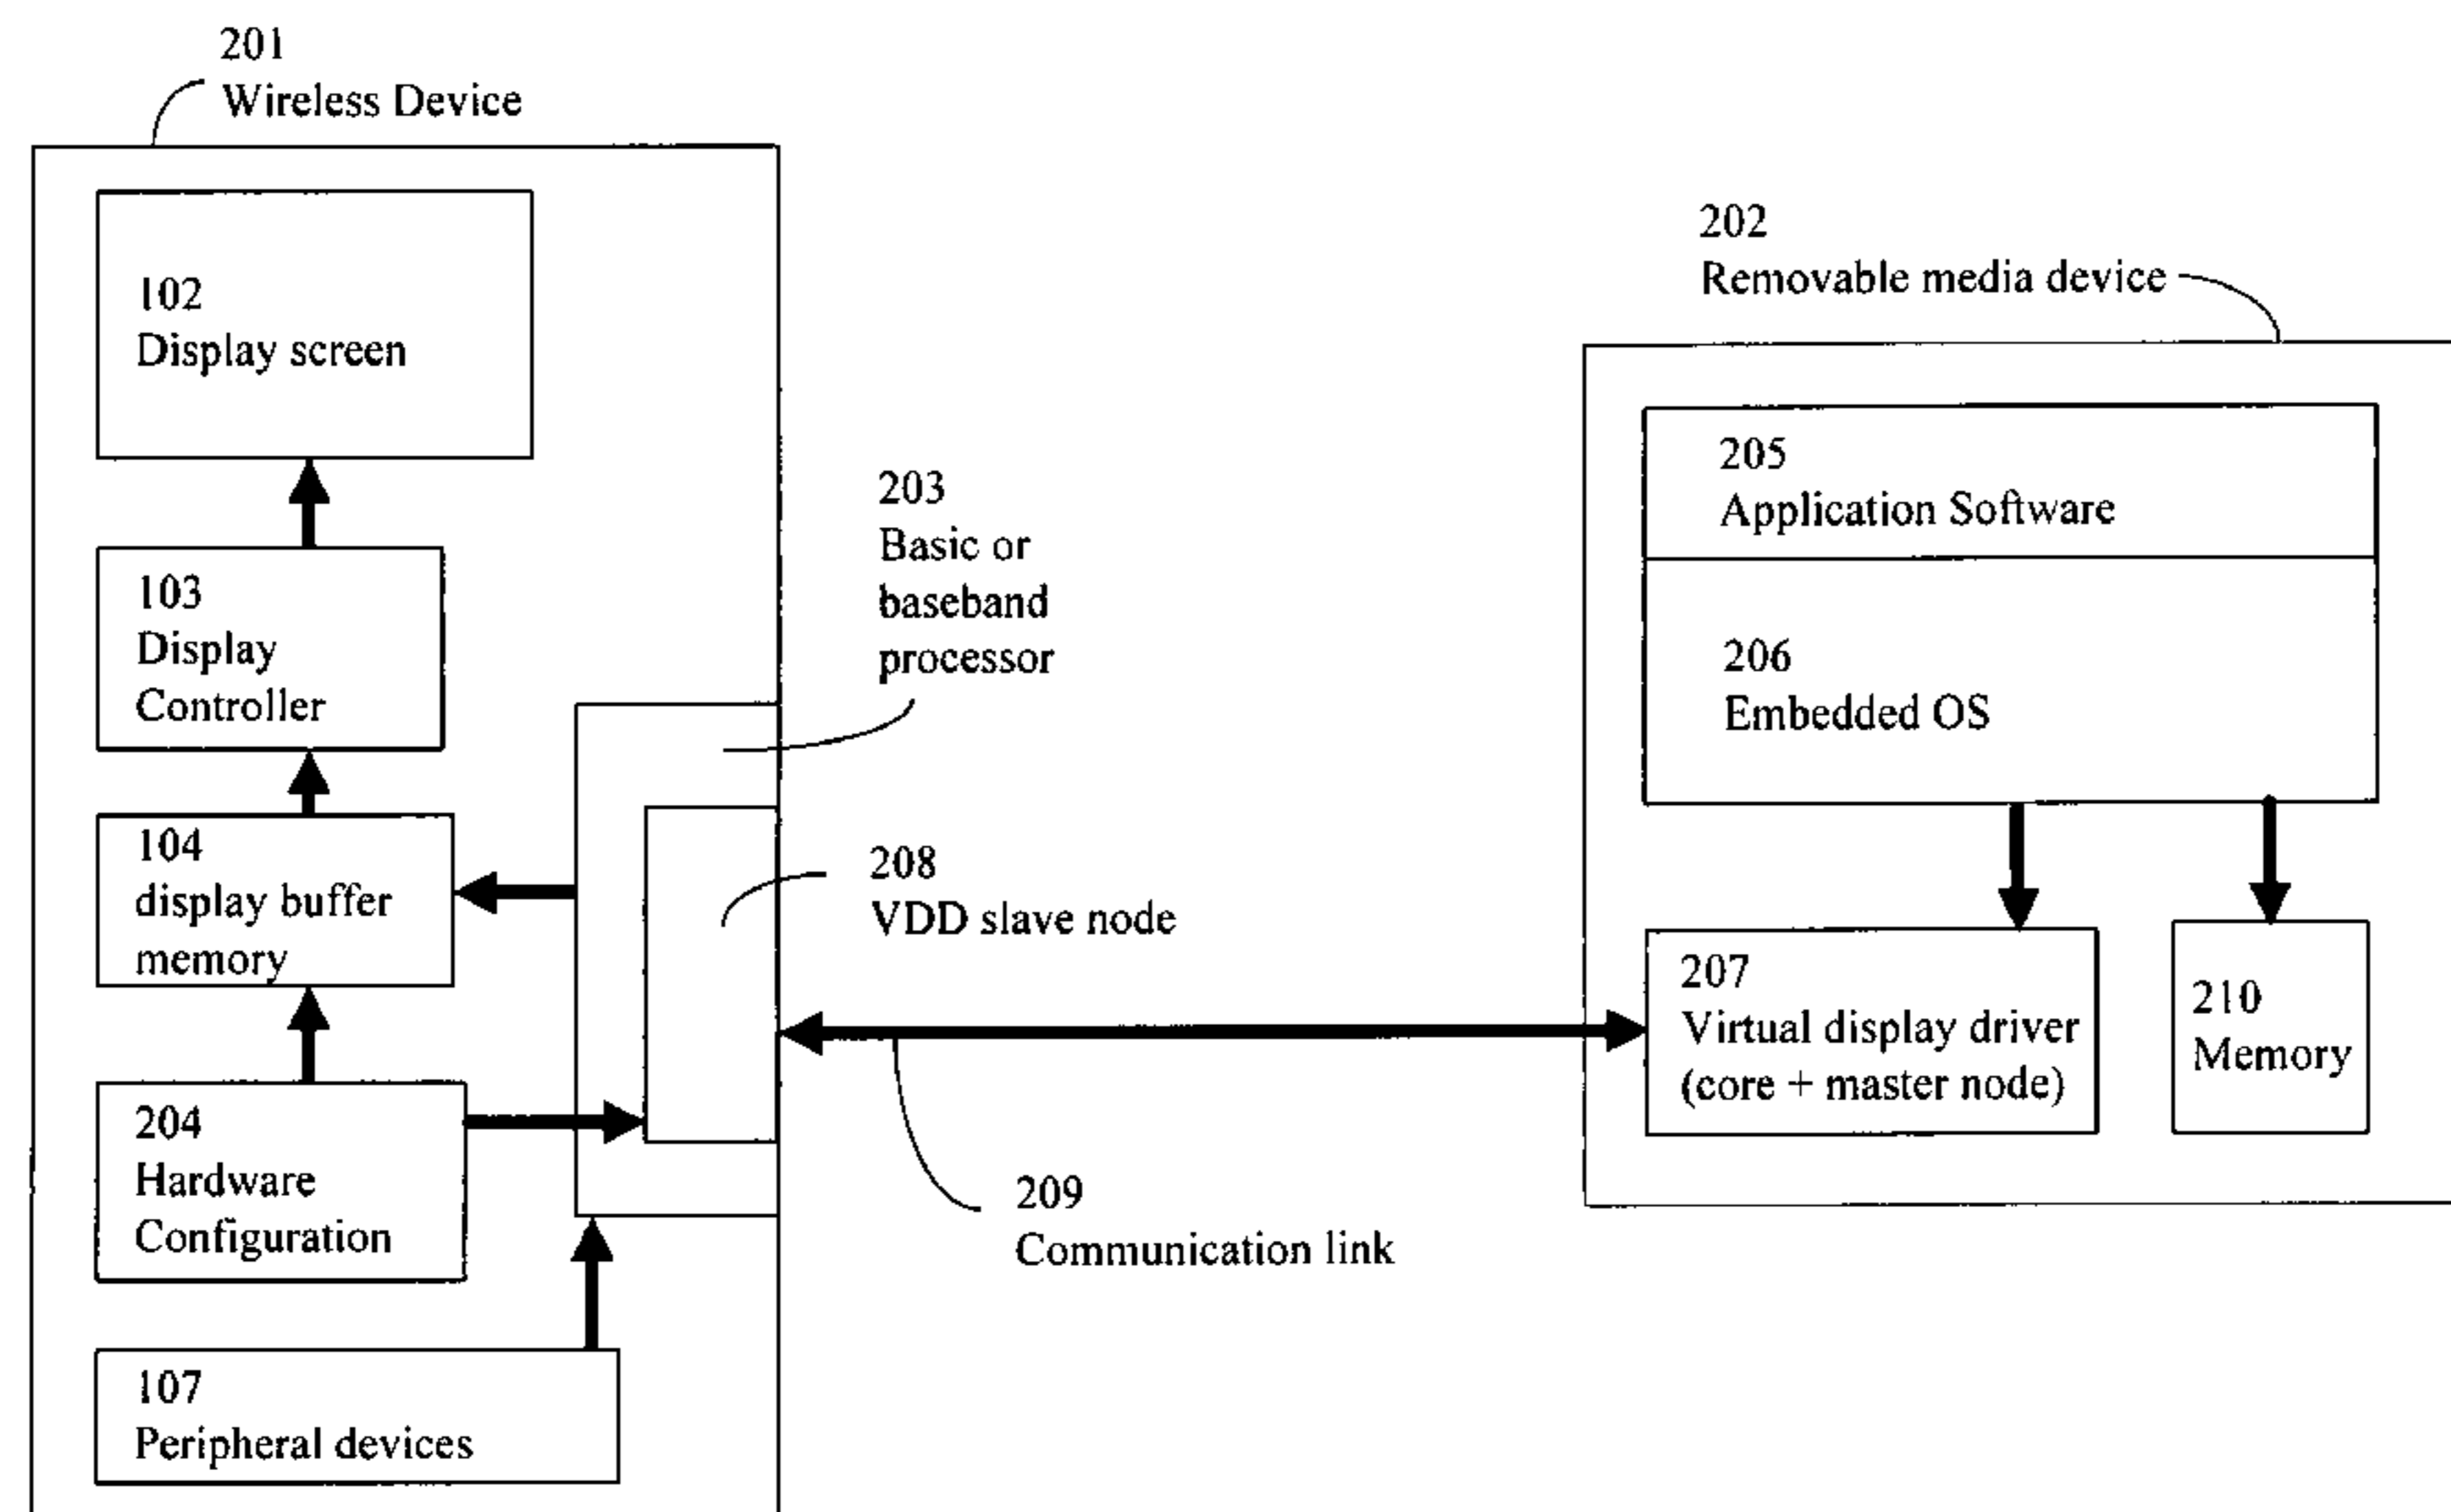 201
Wireless Device
102
Display screen
103
Display
Controller
104
display buffer
memory
204
Hardware
Configuration
107
Peripheral devices
203
Basic or
baseband
processor
208
VDD slave node
209
Communication link
202
Removable media device
205
Application Software
206
Embedded OS
207
Virtual display driver
(core + master node)
210
Memory